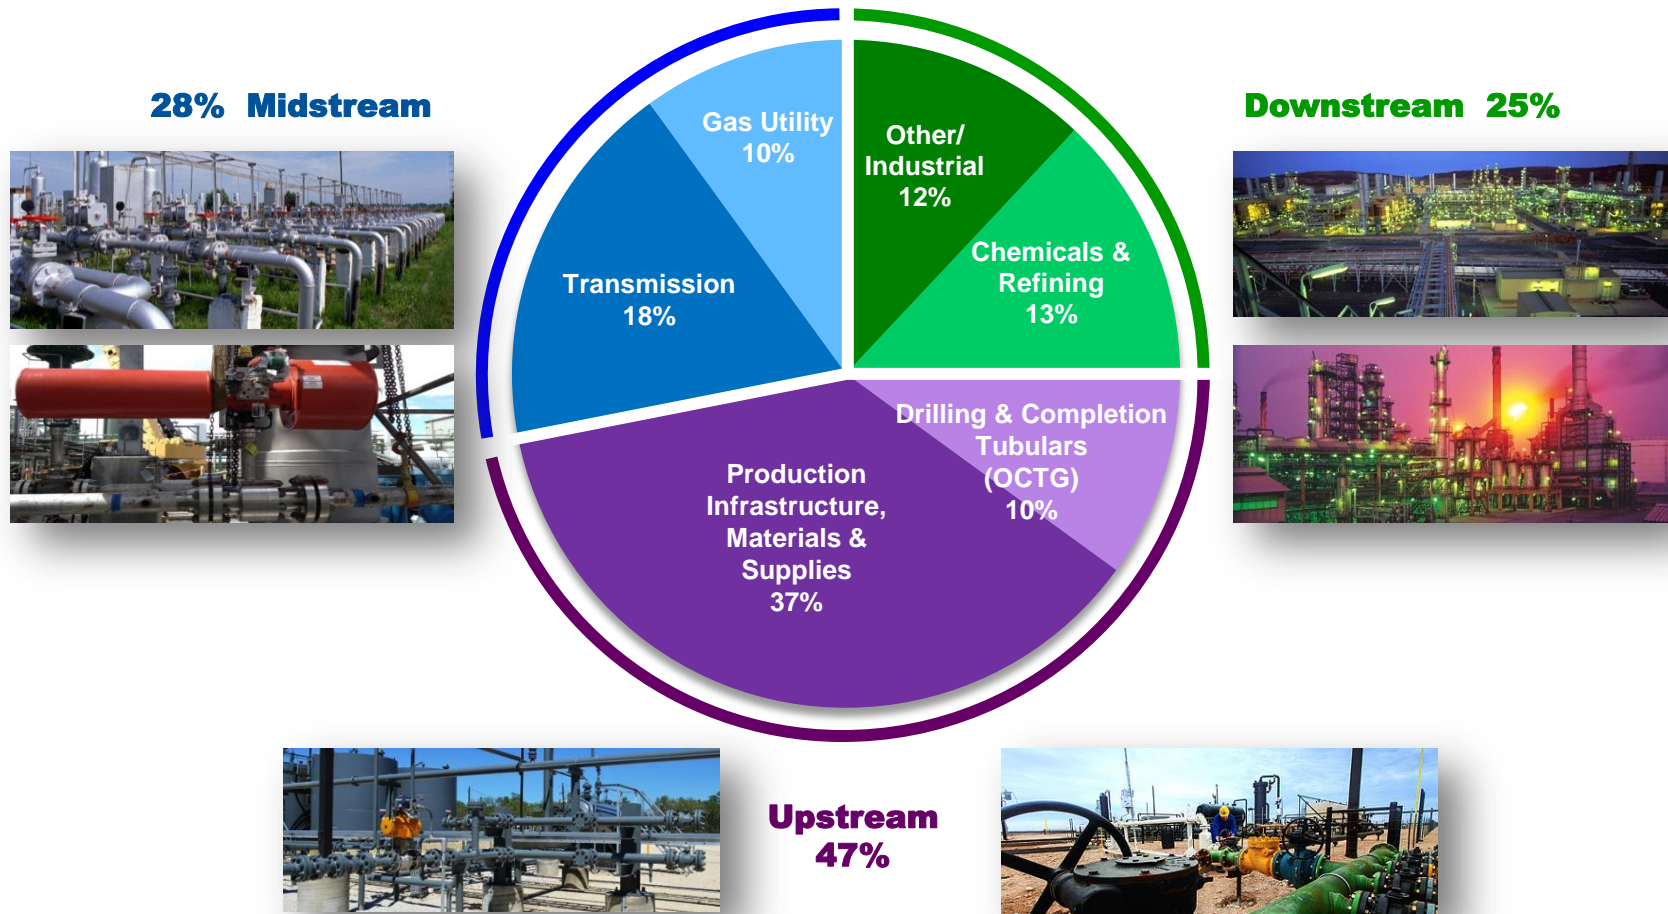 28% Midstream
Downstream 25%
Gas Utility
10%
Other/
Industrial
12%
Chemicals &
Refining
13%
Transmission
18%
Drilling & Completion
Tubulars
(OCTG)
10%
Production
Infrastructure,
Materials &
Supplies
37%
Upstream
47%